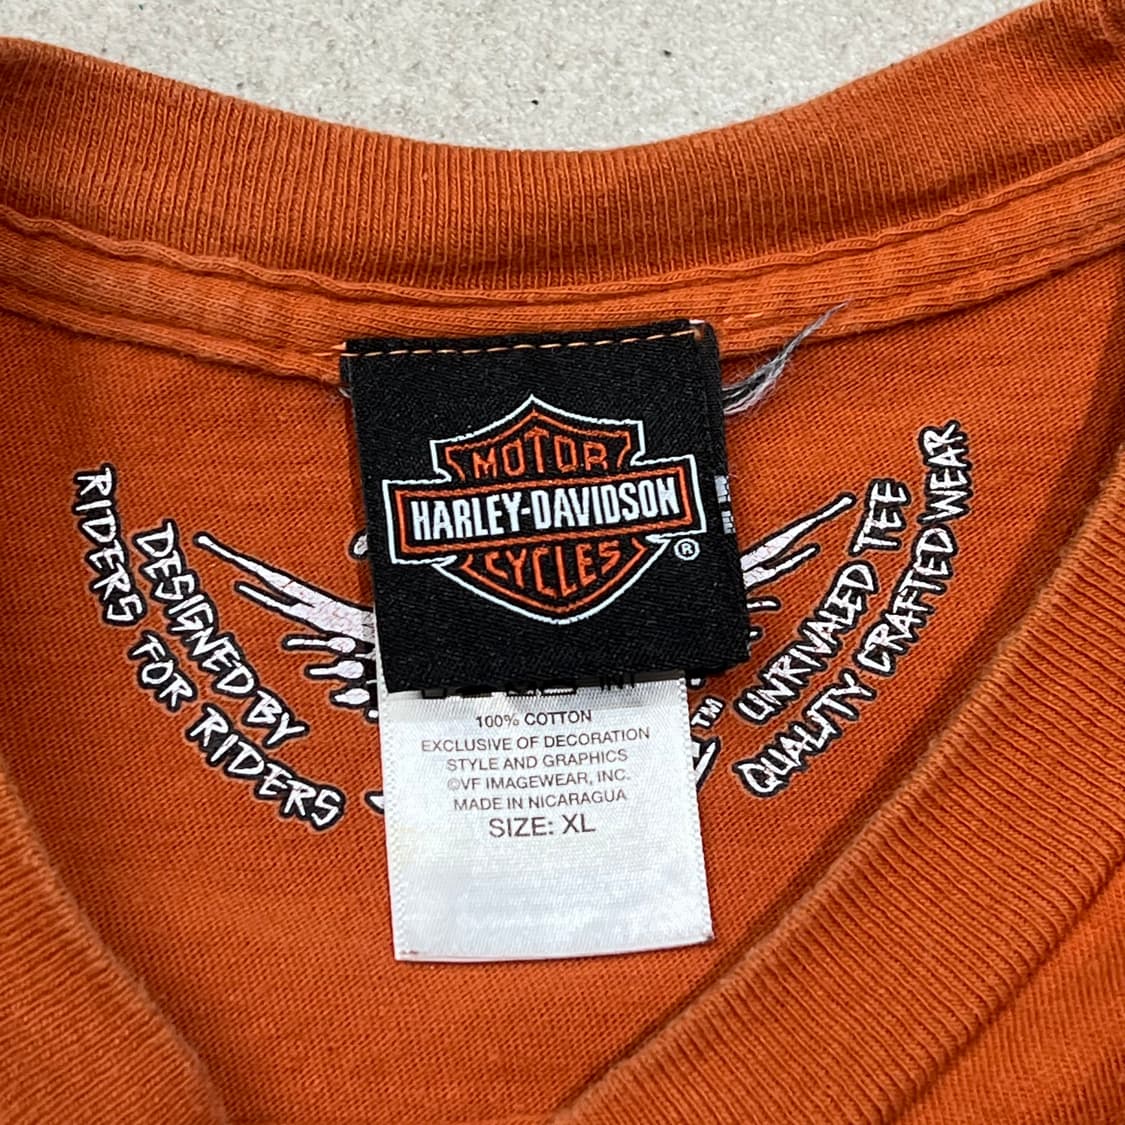 MOTOR
HARLEY-DAVIDSON
CYCLES
®
RIDERS FOR RIDERS
DESIGNED BY
UNRIVALED TEE
QUALITY CRAFTED WEAR
TM
100% COTTON
EXCLUSIVE OF DECORATION
STYLE AND GRAPHICS
©VF IMAGEWEAR, INC.
MADE IN NICARAGUA
SIZE: XL